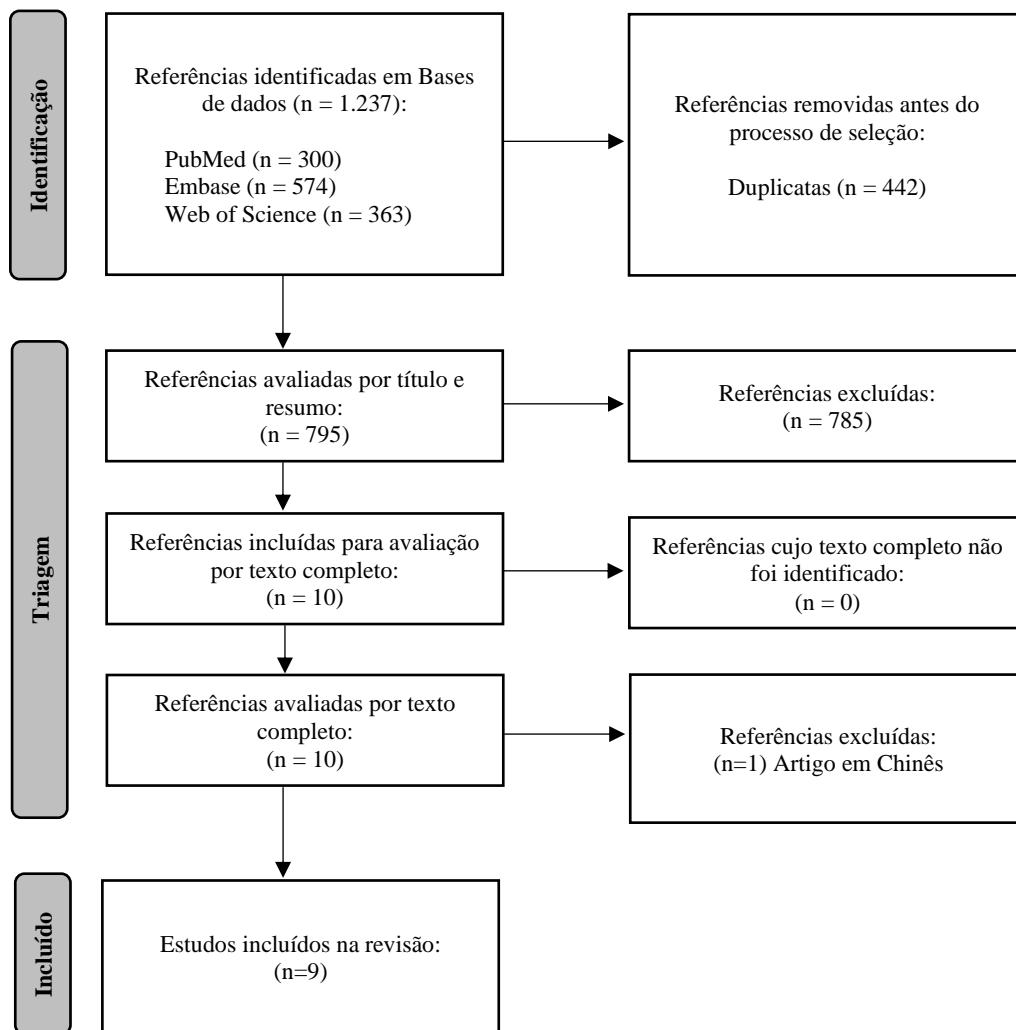 Identificação
Referências identificadas em Bases
de dados (n = 1.237):
PubMed (n = 300)
Embase (n = 574)
Web of Science (n = 363)
Referências removidas antes do
processo de seleção:
Duplicatas (n = 442)
Triagem
Referências avaliadas por título e
resumo:
(n = 795)
Referências excluídas:
(n = 785)
Referências incluídas para avaliação
por texto completo:
(n = 10)
Referências cujo texto completo não
foi identificado:
(n = 0)
Referências avaliadas por texto
completo:
(n = 10)
Referências excluídas:
(n=1) Artigo em Chinês
Incluído
Estudos incluídos na revisão:
(n=9)